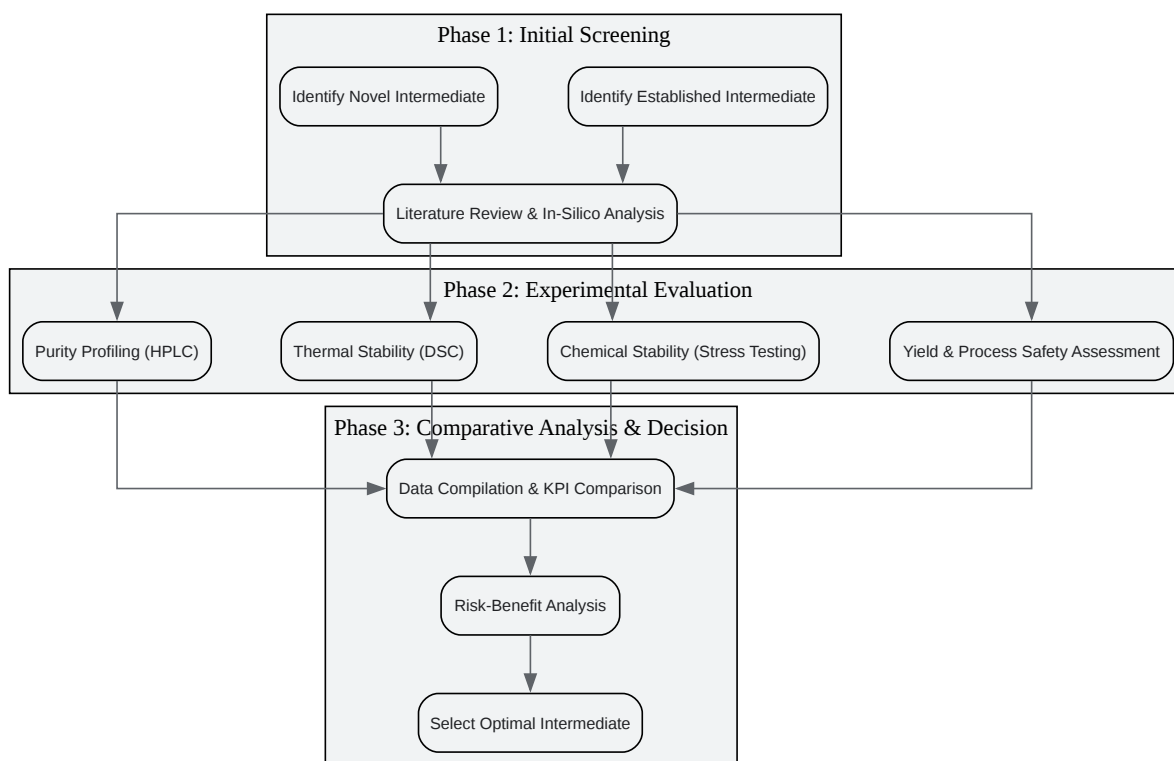 Phase 1: Initial Screening
Identify Novel Intermediate
Identify Established Intermediate
Literature Review & In-Silico Analysis
Phase 2: Experimental Evaluation
Purity Profiling (HPLC)
Thermal Stability (DSC)
Chemical Stability (Stress Testing)
Yield & Process Safety Assessment
Phase 3: Comparative Analysis & Decision
Data Compilation & KPI Comparison
Risk-Benefit Analysis
Select Optimal Intermediate